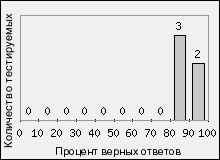 Количество тестируемых
3
2
0 0 0 0 0 0 0 0
0 10 20 30 40 50 60 70 80 90 100
Процент верных ответов